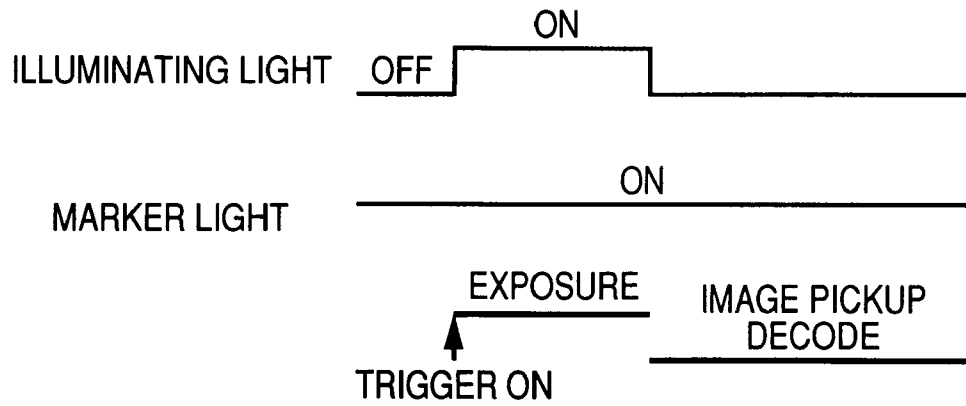 ON
ILLUMINATING LIGHT OFF
ON
MARKER LIGHT
EXPOSURE
IMAGE PICKUP
DECODE
TRIGGER ON